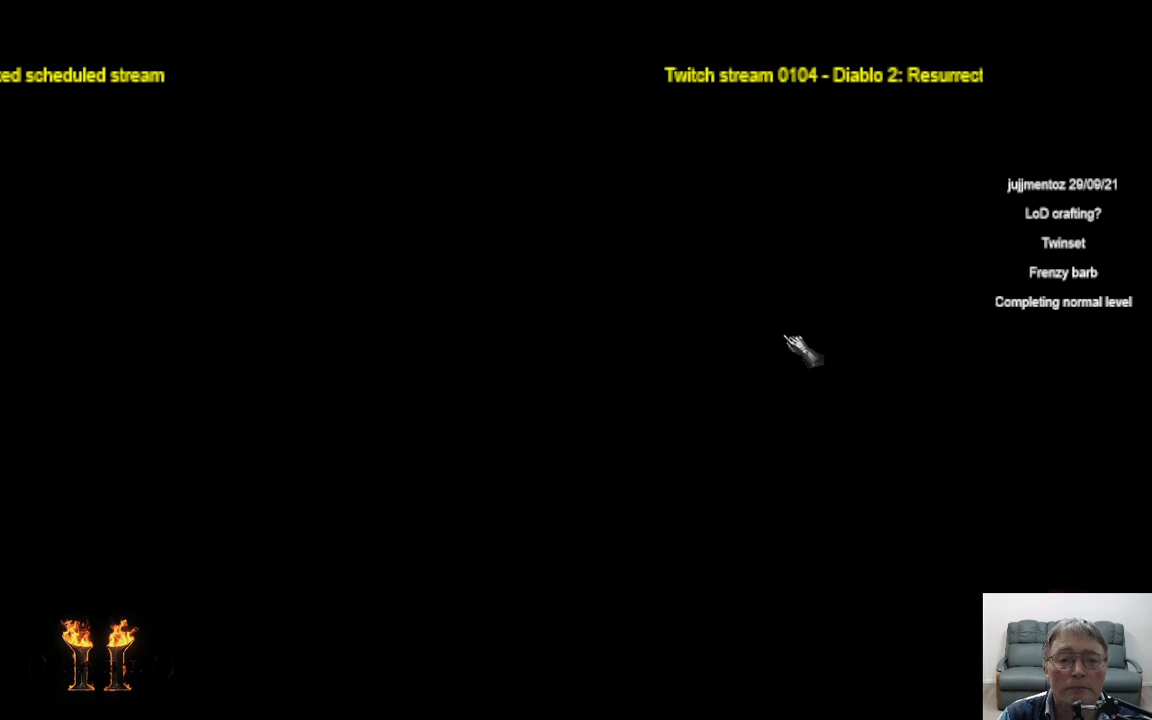 ted scheduled stream
Twitch stream 0104 - Diablo 2: Resurrect
jujjmentoz 29/09/21
LoD crafting?
Twinset
Frenzy barb
Completing normal level